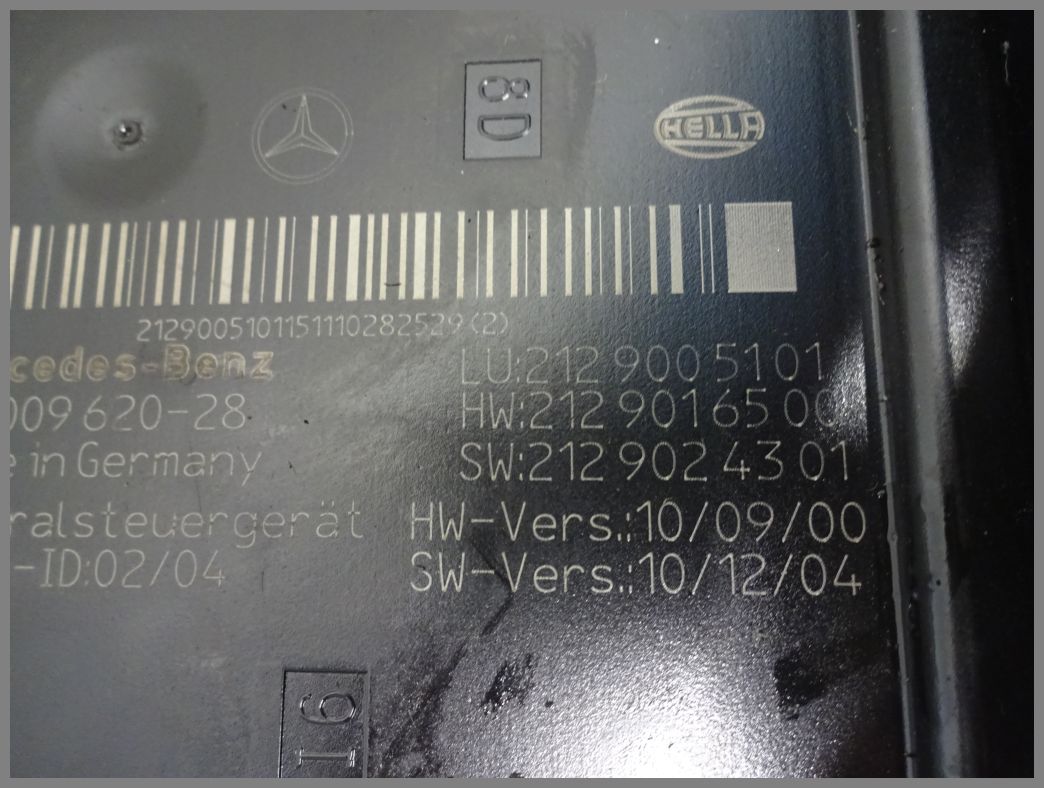 8D
HELLA
2129005101151110282529(2)
cedes-Benz
LU:212 900 51 01
009 620-28
HW:212 901 65 00
e in Germany
SW:212 902 43 01
ralsteuergerät
HW-Vers.:10/09/00
-ID:02/04
SW-Vers.:10/12/04
16